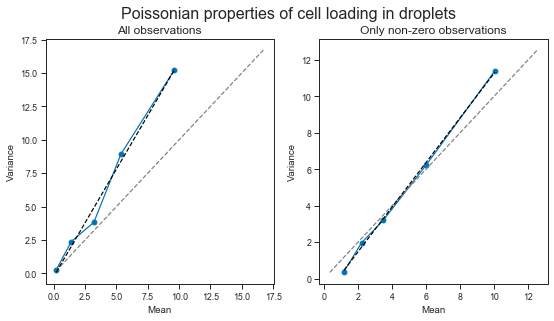 Poissonian properties of cell loading in droplets
All observations
Only non-zero observations
17.5
15.0
12.5
10.0
7.5
5.0
2.5
0.0
Variance
0.0 2.5 5.0 7.5 10.0 12.5 15.0 17.5
Mean
12
10
8
6
4
2
0
Variance
0 2 4 6 8 10 12
Mean